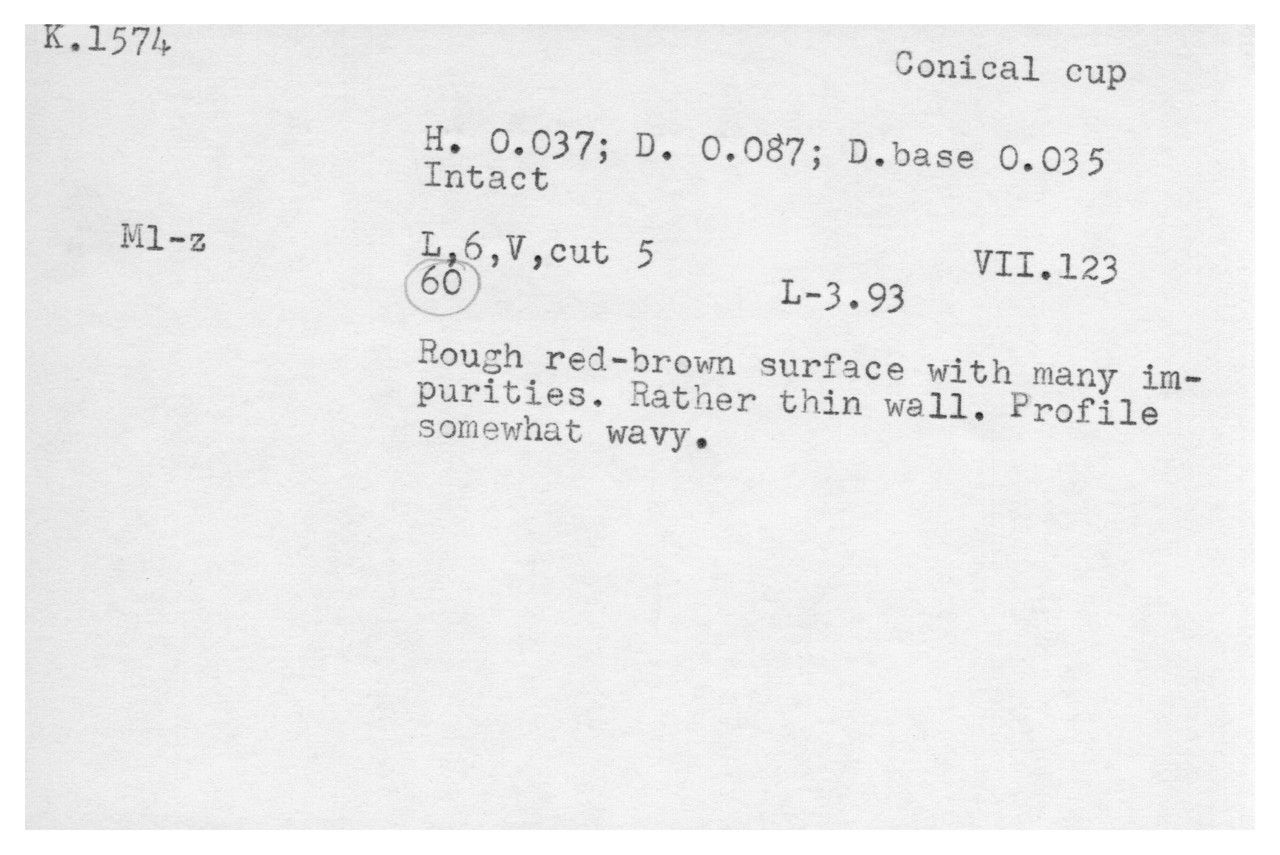 K.1574
Conical cup
H. 0.037; D. 0.087; D.base 0.035
Intact
M1-z
L,6,V,cut 5
VII.123
60
L-3.93
Rough red-brown surface with many im-
purities. Rather thin wall. Profile
somewhat wavy.